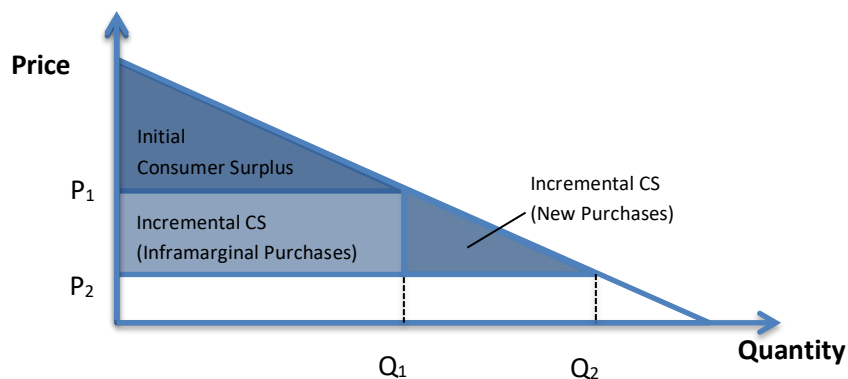 Price
Initial
Consumer Surplus
P1
Incremental CS
(New Purchases)
Incremental CS
(Inframarginal Purchases)
P2
Quantity
Q1
Q2